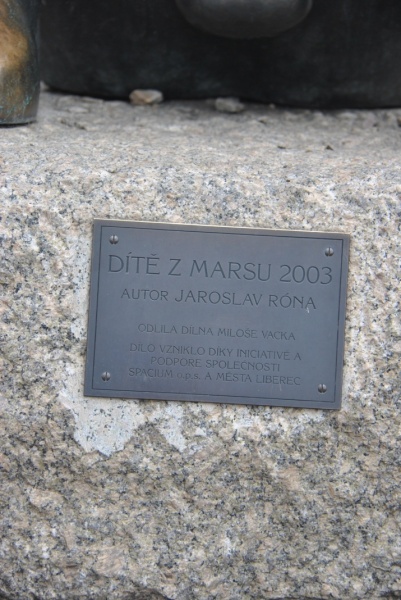 DÍTĚ Z MARSU 2003
AUTOR JAROSLAV RÓNA
ODLILA DÍLNA MILOŠE VACKA
DÍLO VZNIKLO DÍKY INICIATIVĚ A
PODPOŘE SPOLEČNOSTI
SPACIUM o.p.s. A MĚSTA LIBEREC